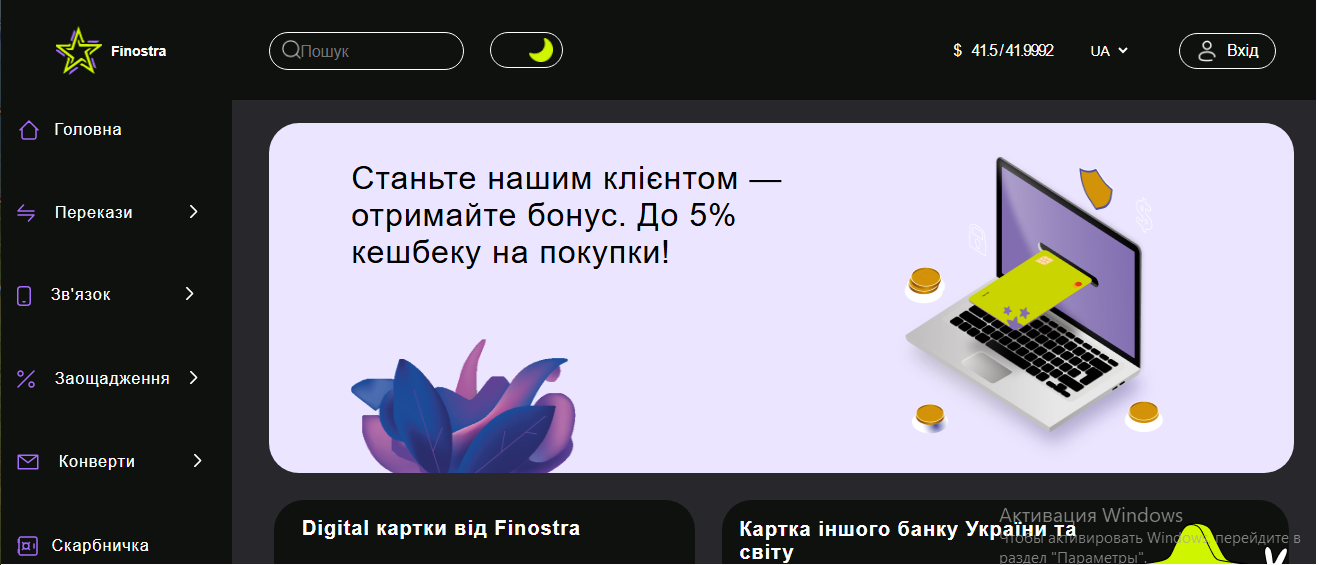 Finostra
Пошук
$ 41.5 / 41.9992
UA
Вхід
Головна
Перекази
Зв'язок
Заощадження
Конверти
Скарбничка
Станьте нашим клієнтом —
отримайте бонус. До 5%
кешбеку на покупки!
Digital картки від Finostra
Картка іншого банку України та
світу
Активация Windows
Чтобы активировать Windows, перейдите в
раздел "Параметры".